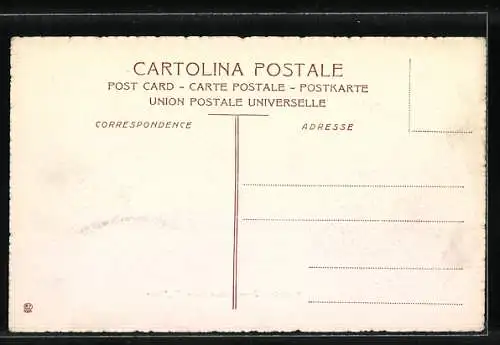 CARTOLINA POSTALE
POST CARD - CARTE POSTALE - POSTKARTE
UNION POSTALE UNIVERSELLE
CORRESPONDENCE
ADRESSE